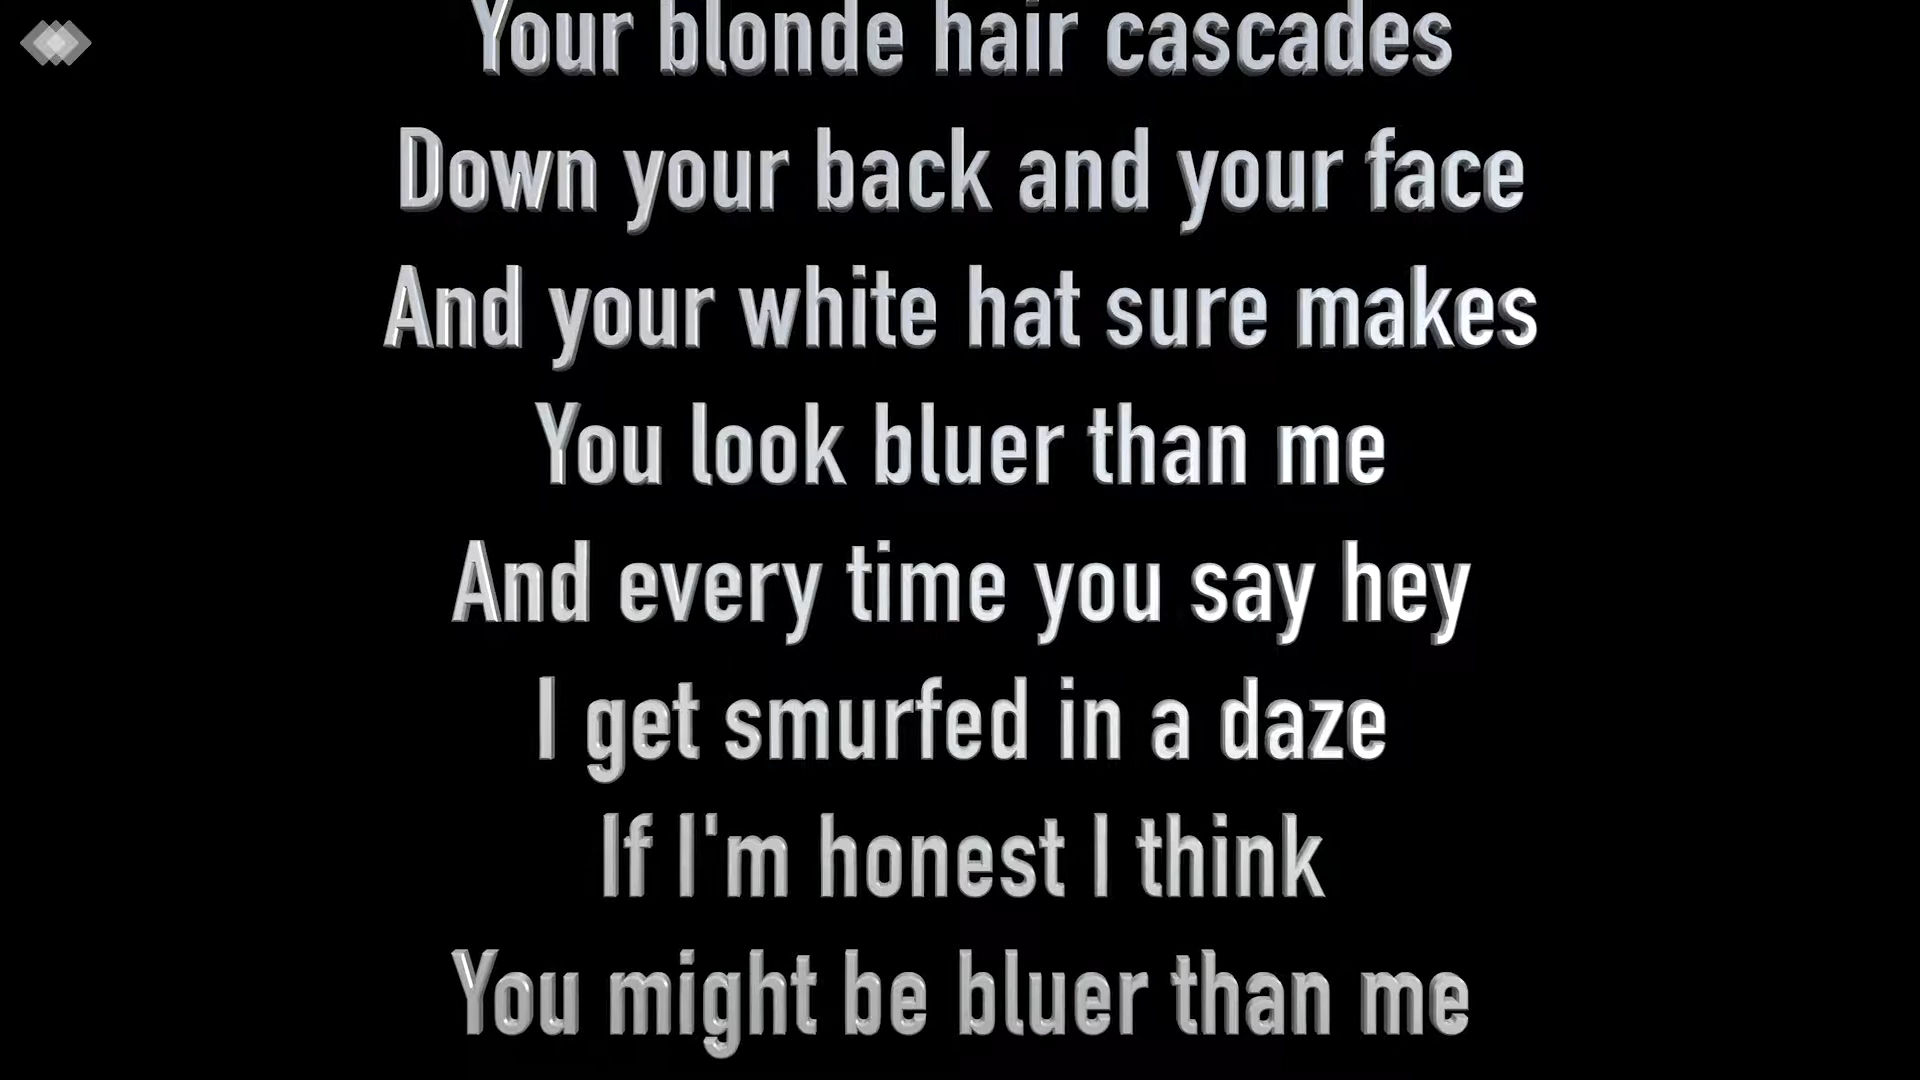 Your blonde hair cascades
Down your back and your face
And your white hat sure makes
You look bluer than me
And every time you say hey
I get smurfed in a daze
If I'm honest I think
You might be bluer than me